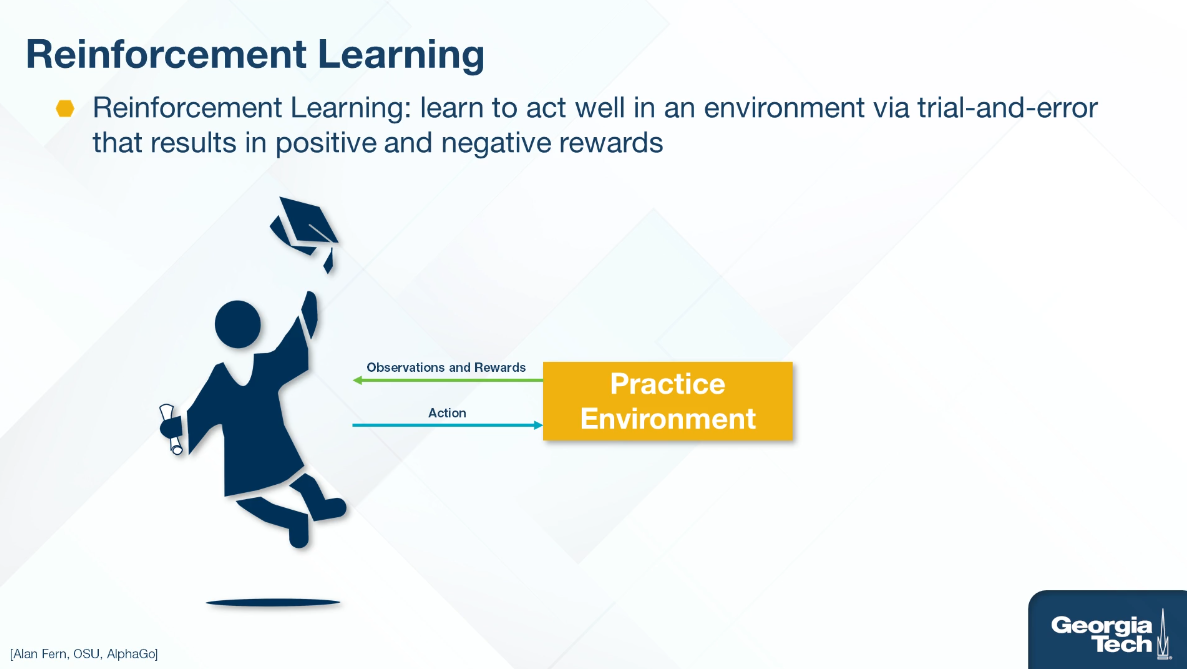 Reinforcement Learning
Reinforcement Learning: learn to act well in an environment via trial-and-error
that results in positive and negative rewards
Observations and Rewards
Action
Practice
Environment
[Alan Fern, OSU, AlphaGo]
Georgia
Tech